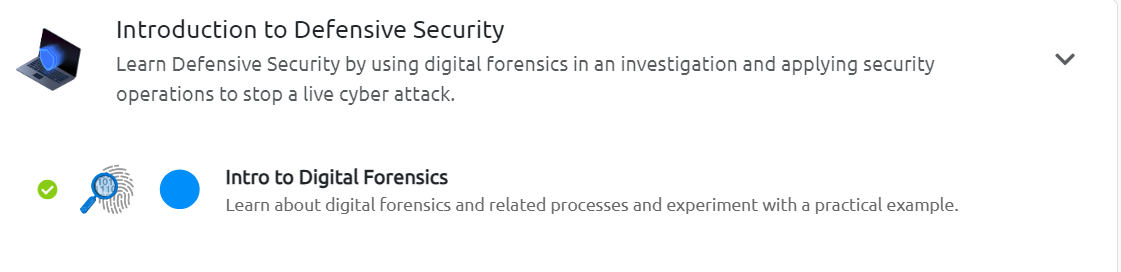 Introduction to Defensive Security
Learn Defensive Security by using digital forensics in an investigation and applying security
operations to stop a live cyber attack.
Intro to Digital Forensics
Learn about digital forensics and related processes and experiment with a practical example.